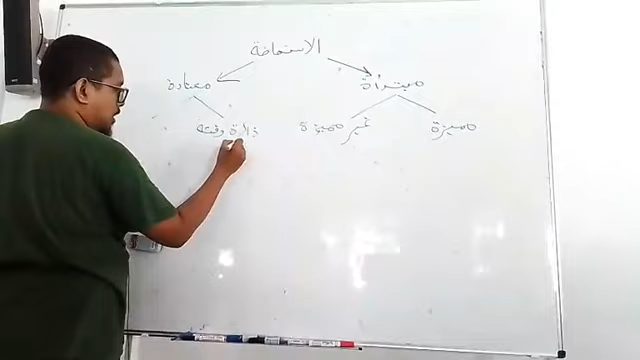 الاستحاضة
مبتدأة معتادة
مميزة غير مميزة ذاكرة وقته